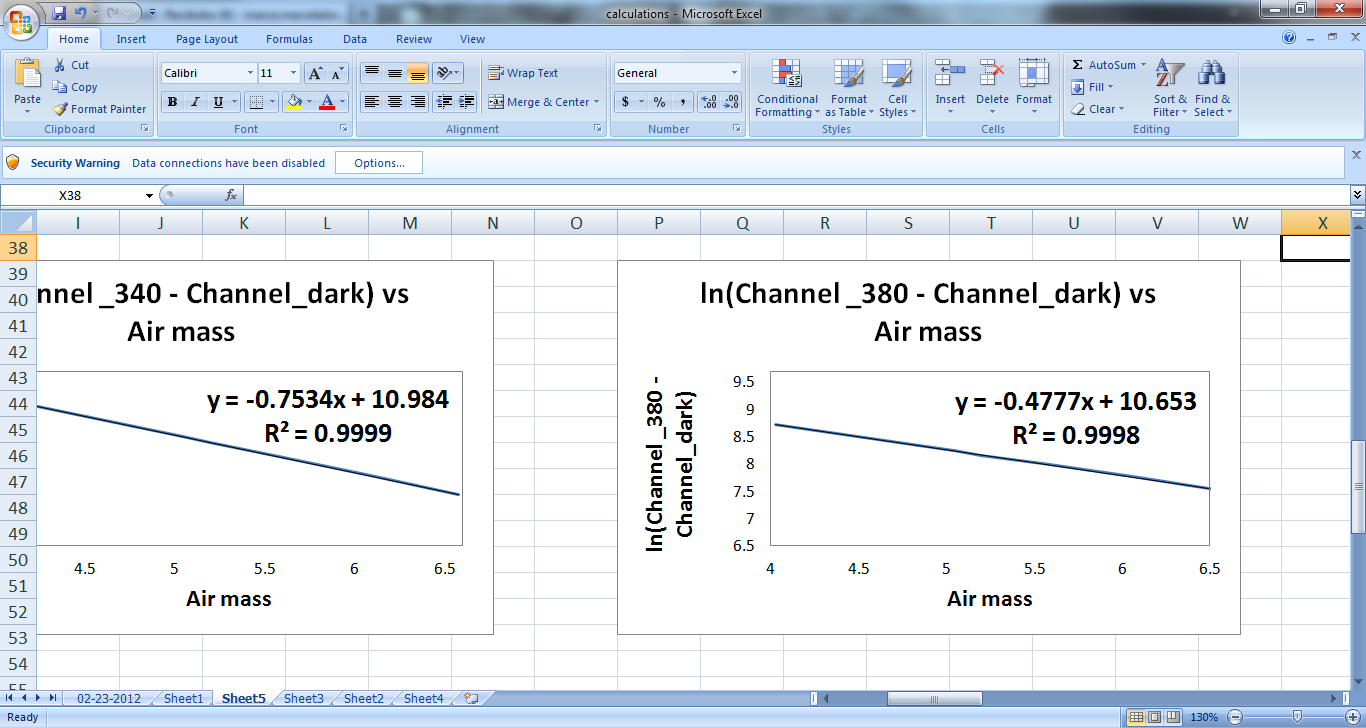 calculations - Microsoft Excel
Home Insert Page Layout Formulas Data Review View
Paste
Cut
Copy
Format Painter
Clipboard
Calibri 11
B I U
Font
Wrap Text
Merge & Center
Alignment
General
$ % ,
Number
Conditional Formatting
Format as Table
Cell Styles
Styles
Insert Delete Format
Cells
Σ AutoSum
Fill
Clear
Sort & Filter
Find & Select
Editing
Security Warning Data connections have been disabled Options...
X38 fx
I J K L M N O P Q R S T U V W X
38
39
40
41
42
43
44
45
46
47
48
49
50
51
52
53
54
nnel _340 - Channel_dark) vs
Air mass
y = -0.7534x + 10.984
R² = 0.9999
4.5 5 5.5 6 6.5
Air mass
ln(Channel _380 - Channel_dark) vs
Air mass
ln(Channel _380 -
Channel_dark)
9.5
9
8.5
8
7.5
7
6.5
y = -0.4777x + 10.653
R² = 0.9998
4 4.5 5 5.5 6 6.5
Air mass
02-23-2012 Sheet1 Sheet5 Sheet3 Sheet2 Sheet4
Ready 130%